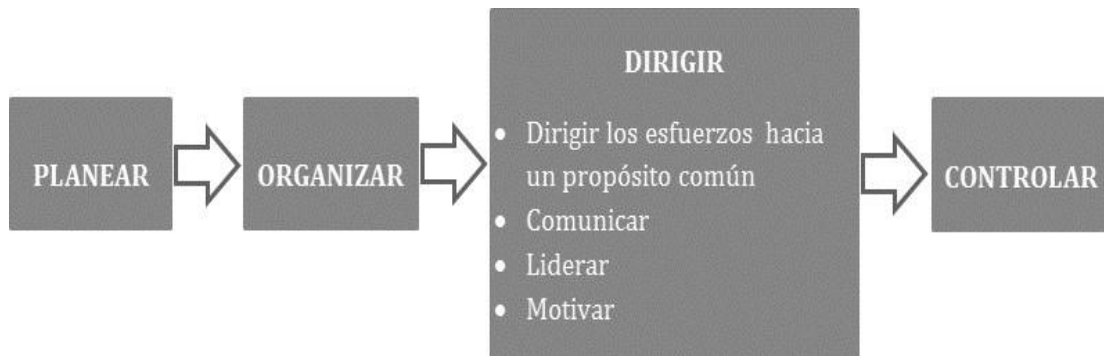 PLANEAR
ORGANIZAR
DIRIGIR
• Dirigir los esfuerzos hacia
un propósito común
• Comunicar
• Liderar
• Motivar
CONTROLAR